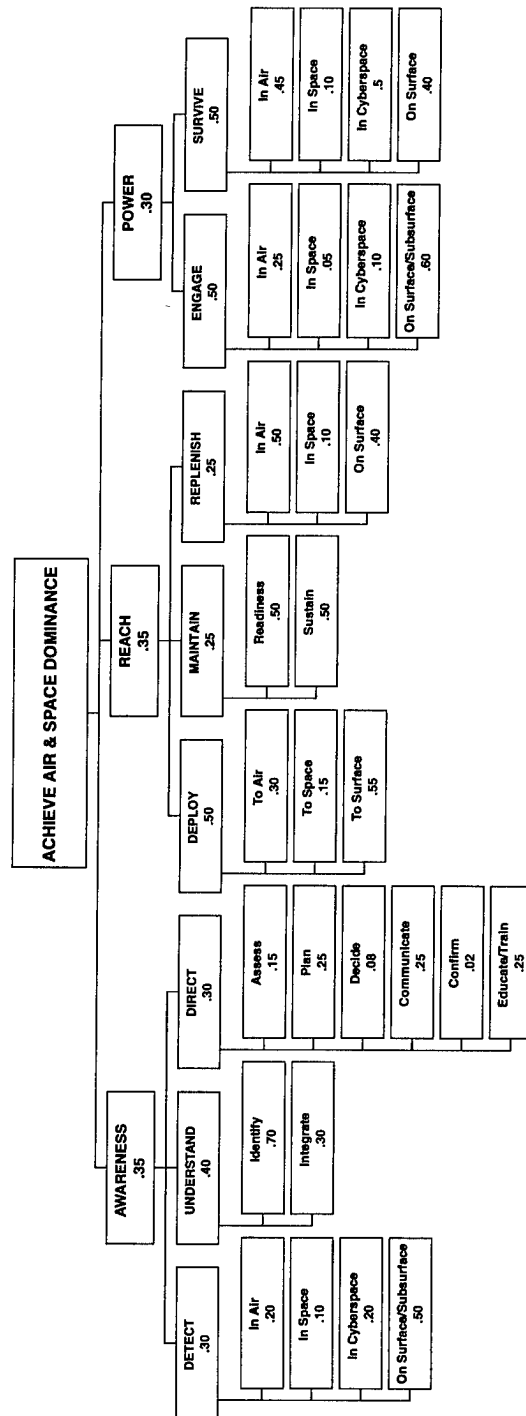 ACHIEVE AIR & SPACE DOMINANCE
AWARENESS
.35
REACH
.35
POWER
.30
DETECT
.30
UNDERSTAND
.40
DIRECT
.30
DEPLOY
.50
MAINTAIN
.25
REPLENISH
.25
ENGAGE
.50
SURVIVE
.50
In Air
.20
In Space
.10
In Cyberspace
.20
On Surface/Subsurface
.50
Identify
.70
Integrate
.30
Assess
.15
Plan
.25
Decide
.08
Communicate
.25
Confirm
.02
Educate/Train
.25
To Air
.30
To Space
.15
To Surface
.55
Readiness
.50
Sustain
.50
In Air
.50
In Space
.10
On Surface
.40
In Air
.25
In Space
.05
In Cyberspace
.10
On Surface/Subsurface
.60
In Air
.45
In Space
.10
In Cyberspace
.5
On Surface
.40